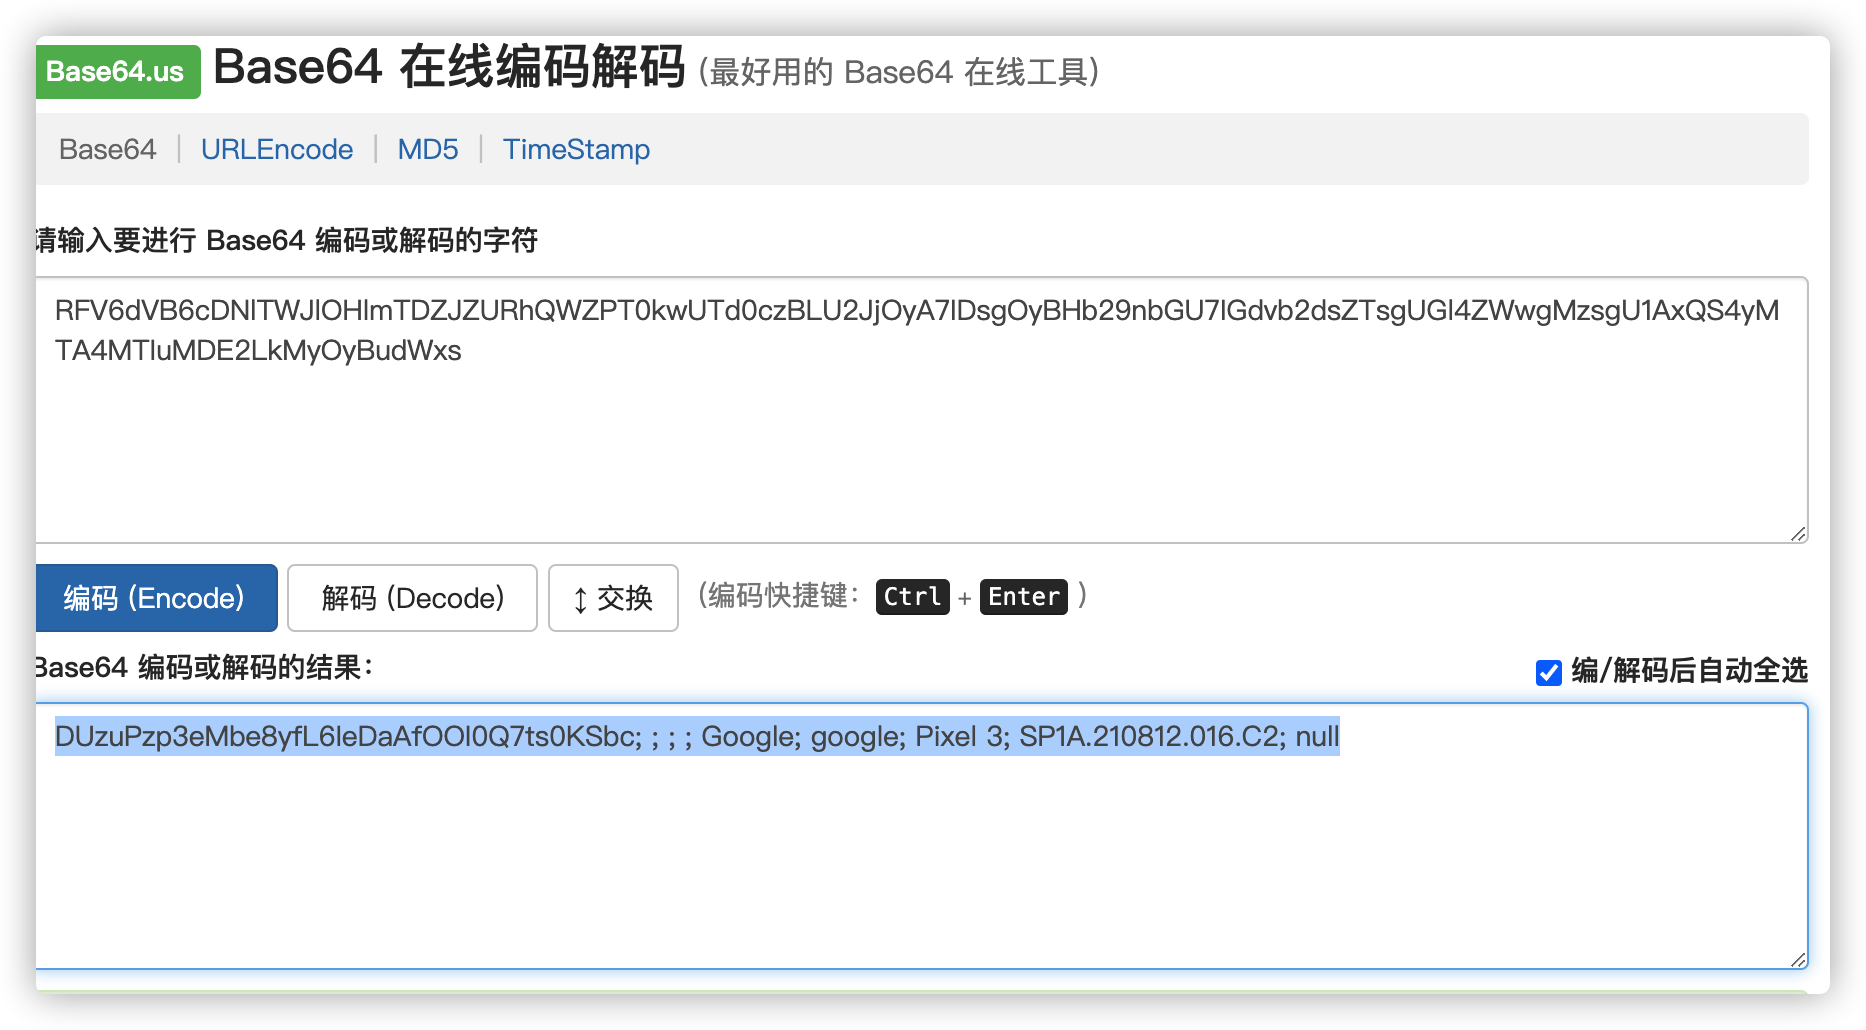 Base64.us Base64 在线编码解码 (最好用的 Base64 在线工具)
Base64 | URLEncode | MD5 | TimeStamp
请输入要进行 Base64 编码或解码的字符
RFV6dVB6cDNlTWJlOHlmTDZJZURhQWZPT0kwUTd0czBLU2JjOyA7IDsgOyBHb29nbGU7IGdvb2dsZTsgUGl4ZWwgMzsgU1AxQS4yM
TA4MTIuMDE2LkMyOyBudWxs
编码 (Encode) 解码 (Decode) ↕ 交换 (编码快捷键： Ctrl + Enter )
Base64 编码或解码的结果：
编/解码后自动全选
DUzuPzp3eMbe8yfL6IeDaAfOOI0Q7ts0KSbc; ; ; ; Google; google; Pixel 3; SP1A.210812.016.C2; null